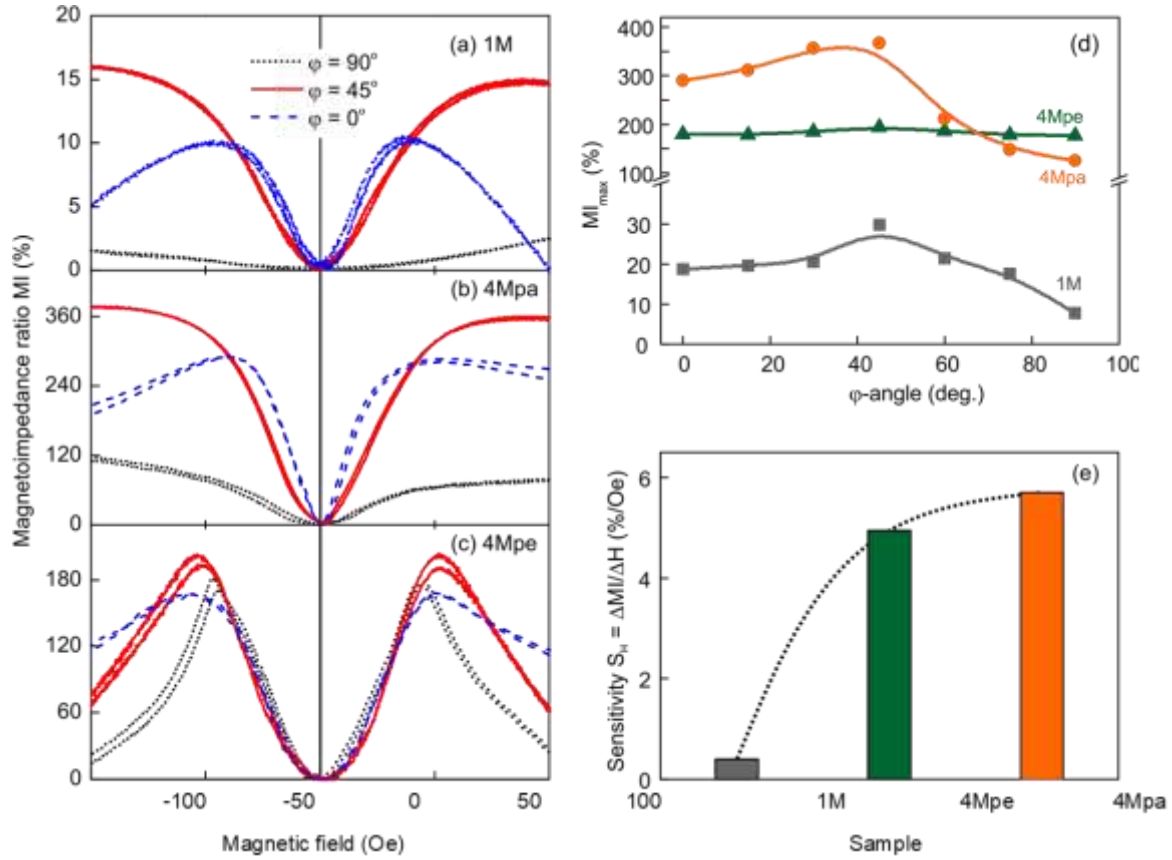 20
(a) 1M
φ = 90°
φ = 45°
φ = 0°
15
10
5
0
(b) 4Mpa
360
240
120
0
(c) 4Mpe
180
120
60
0
-100
-50
0
50
Magnetoimpedance ratio MI (%)
Magnetic field (Oe)
400
(d)
300
200
100
30
20
10
0
4Mpe
4Mpa
1M
MImax (%)
0
20
40
60
80
100
φ-angle (deg.)
6
(e)
4
2
0
Sensitivity SH = ΔMI/ΔH (%/Oe)
100
1M
4Mpe
4Mpa
Sample